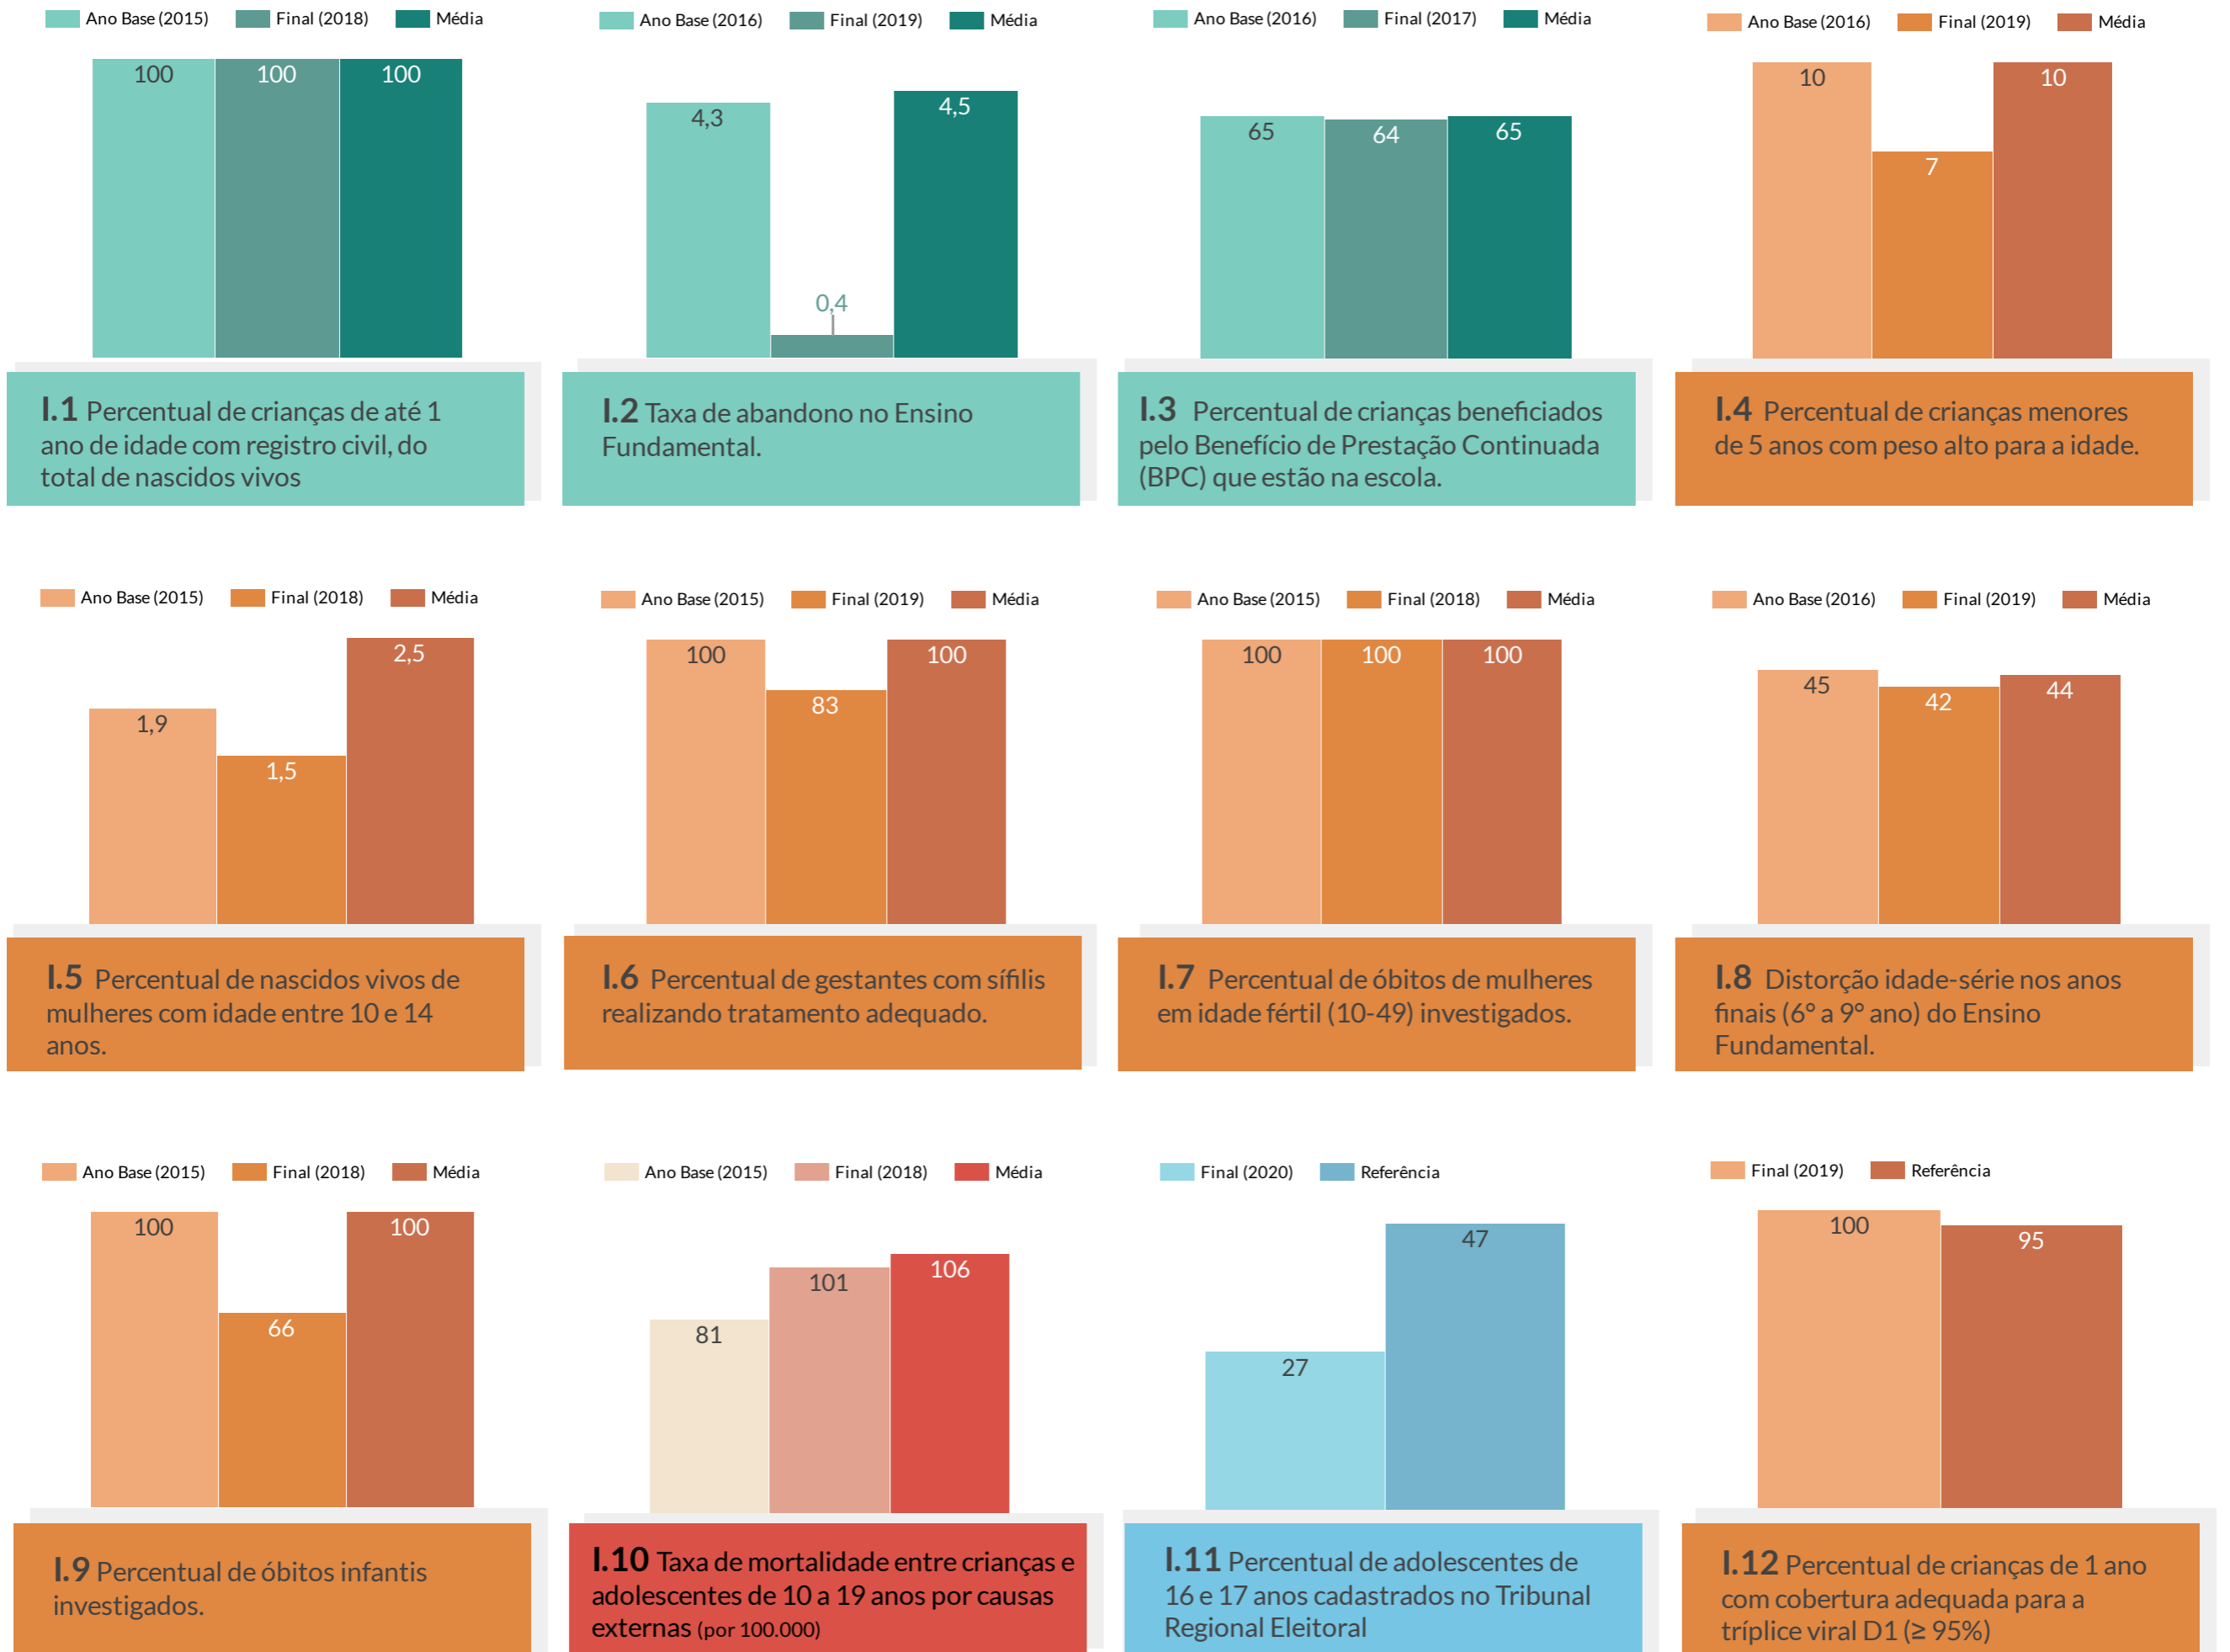 Ano Base (2015) Final (2018) Média
100 100 100
I.1 Percentual de crianças de até 1
ano de idade com registro civil, do
total de nascidos vivos
Ano Base (2016) Final (2019) Média
4,3 0,4 4,5
I.2 Taxa de abandono no Ensino
Fundamental.
Ano Base (2016) Final (2017) Média
65 64 65
I.3 Percentual de crianças beneficiados
pelo Benefício de Prestação Continuada
(BPC) que estão na escola.
Ano Base (2016) Final (2019) Média
10 7 10
I.4 Percentual de crianças menores
de 5 anos com peso alto para a idade.
Ano Base (2015) Final (2018) Média
1,9 1,5 2,5
I.5 Percentual de nascidos vivos de
mulheres com idade entre 10 e 14
anos.
Ano Base (2015) Final (2019) Média
100 83 100
I.6 Percentual de gestantes com sífilis
realizando tratamento adequado.
Ano Base (2015) Final (2018) Média
100 100 100
I.7 Percentual de óbitos de mulheres
em idade fértil (10-49) investigados.
Ano Base (2016) Final (2019) Média
45 42 44
I.8 Distorção idade-série nos anos
finais (6º a 9º ano) do Ensino
Fundamental.
Ano Base (2015) Final (2018) Média
100 66 100
I.9 Percentual de óbitos infantis
investigados.
Ano Base (2015) Final (2018) Média
81 101 106
I.10 Taxa de mortalidade entre crianças e
adolescentes de 10 a 19 anos por causas
externas (por 100.000)
Final (2020) Referência
27 47
I.11 Percentual de adolescentes de
16 e 17 anos cadastrados no Tribunal
Regional Eleitoral
Final (2019) Referência
100 95
I.12 Percentual de crianças de 1 ano
com cobertura adequada para a
tríplice viral D1 (≥ 95%)